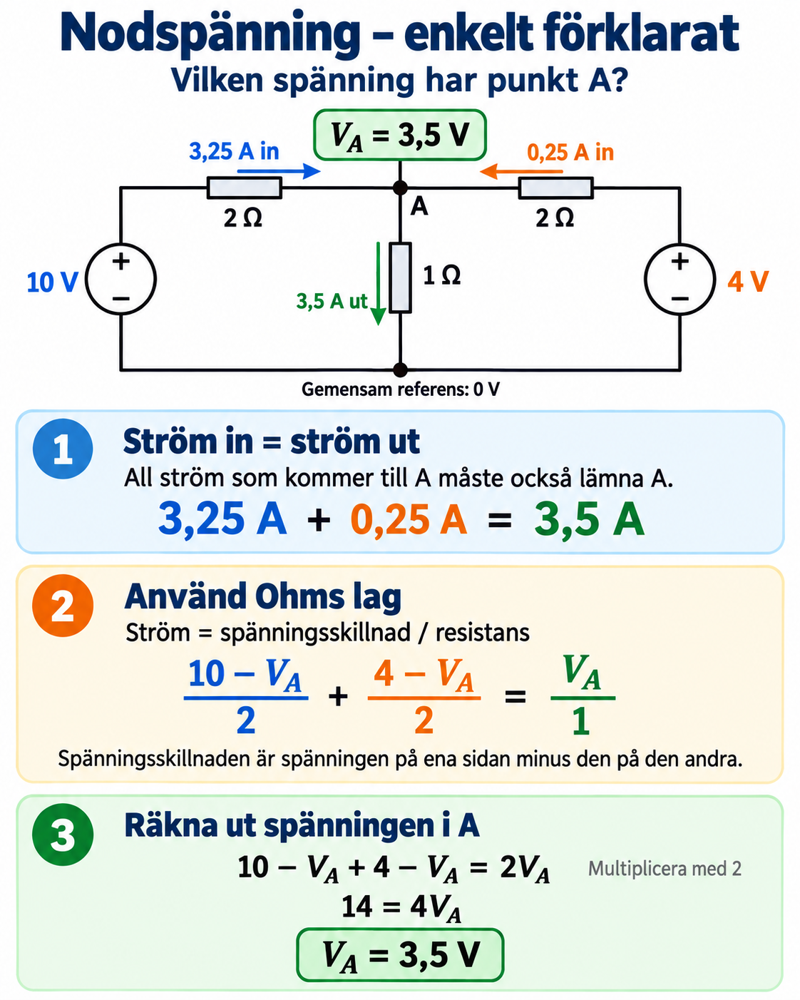 Nodspänning – enkelt förklarat
Vilken spänning har punkt A?
V_A = 3,5 V
3,25 A in
0,25 A in
2 Ω
A
2 Ω
10 V
+
−
1 Ω
3,5 A ut
+
−
4 V
Gemensam referens: 0 V
1
Ström in = ström ut
All ström som kommer till A måste också lämna A.
3,25 A + 0,25 A = 3,5 A
2
Använd Ohms lag
Ström = spänningsskillnad / resistans
(10 − V_A)/2 + (4 − V_A)/2 = V_A/1
Spänningsskillnaden är spänningen på ena sidan minus den på den andra.
3
Räkna ut spänningen i A
10 − V_A + 4 − V_A = 2V_A
Multiplicera med 2
14 = 4V_A
V_A = 3,5 V